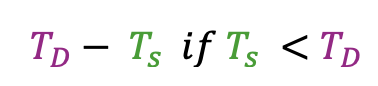 T_D − T_s if T_s < T_D